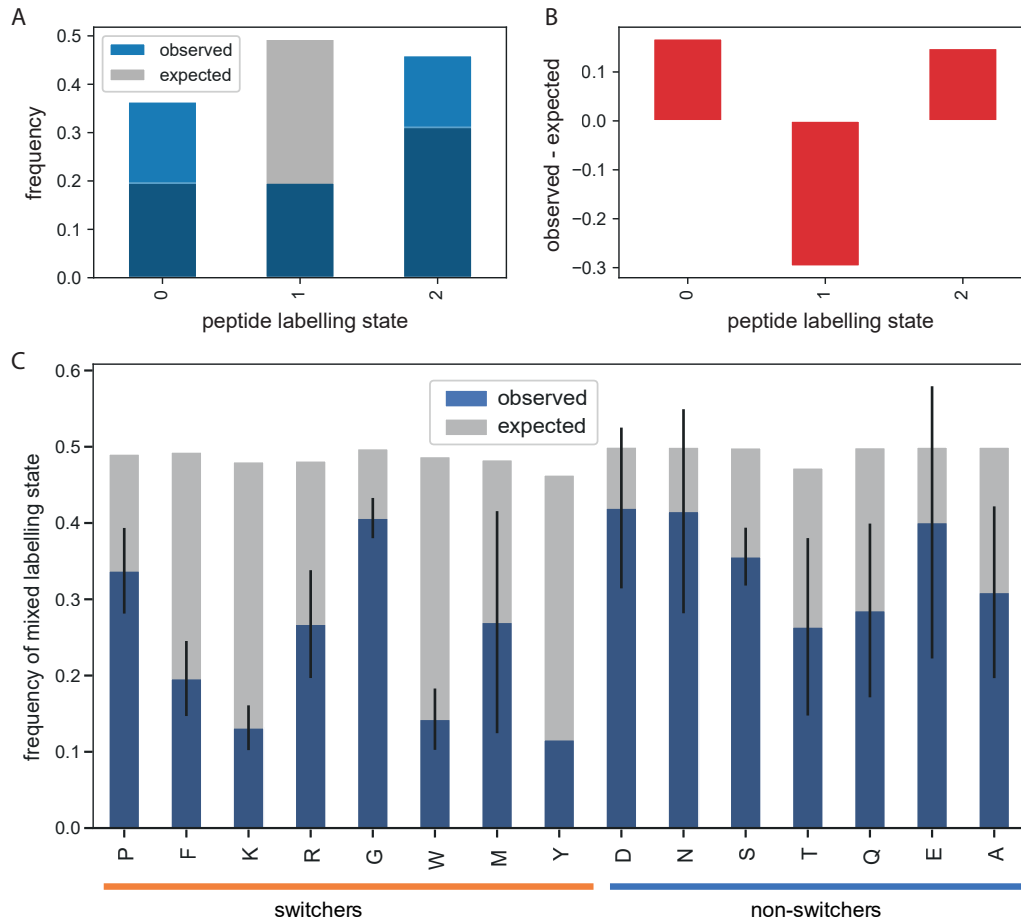 A
0.5
0.4
0.3
0.2
0.1
0.0
frequency
observed
expected
0
1
2
peptide labelling state
B
0.1
0.0
−0.1
−0.2
−0.3
observed - expected
0
1
2
peptide labelling state
C
0.6
0.5
0.4
0.3
0.2
0.1
0.0
frequency of mixed labelling state
observed
expected
P
F
K
R
G
W
M
Y
D
N
S
T
Q
E
A
switchers
non-switchers